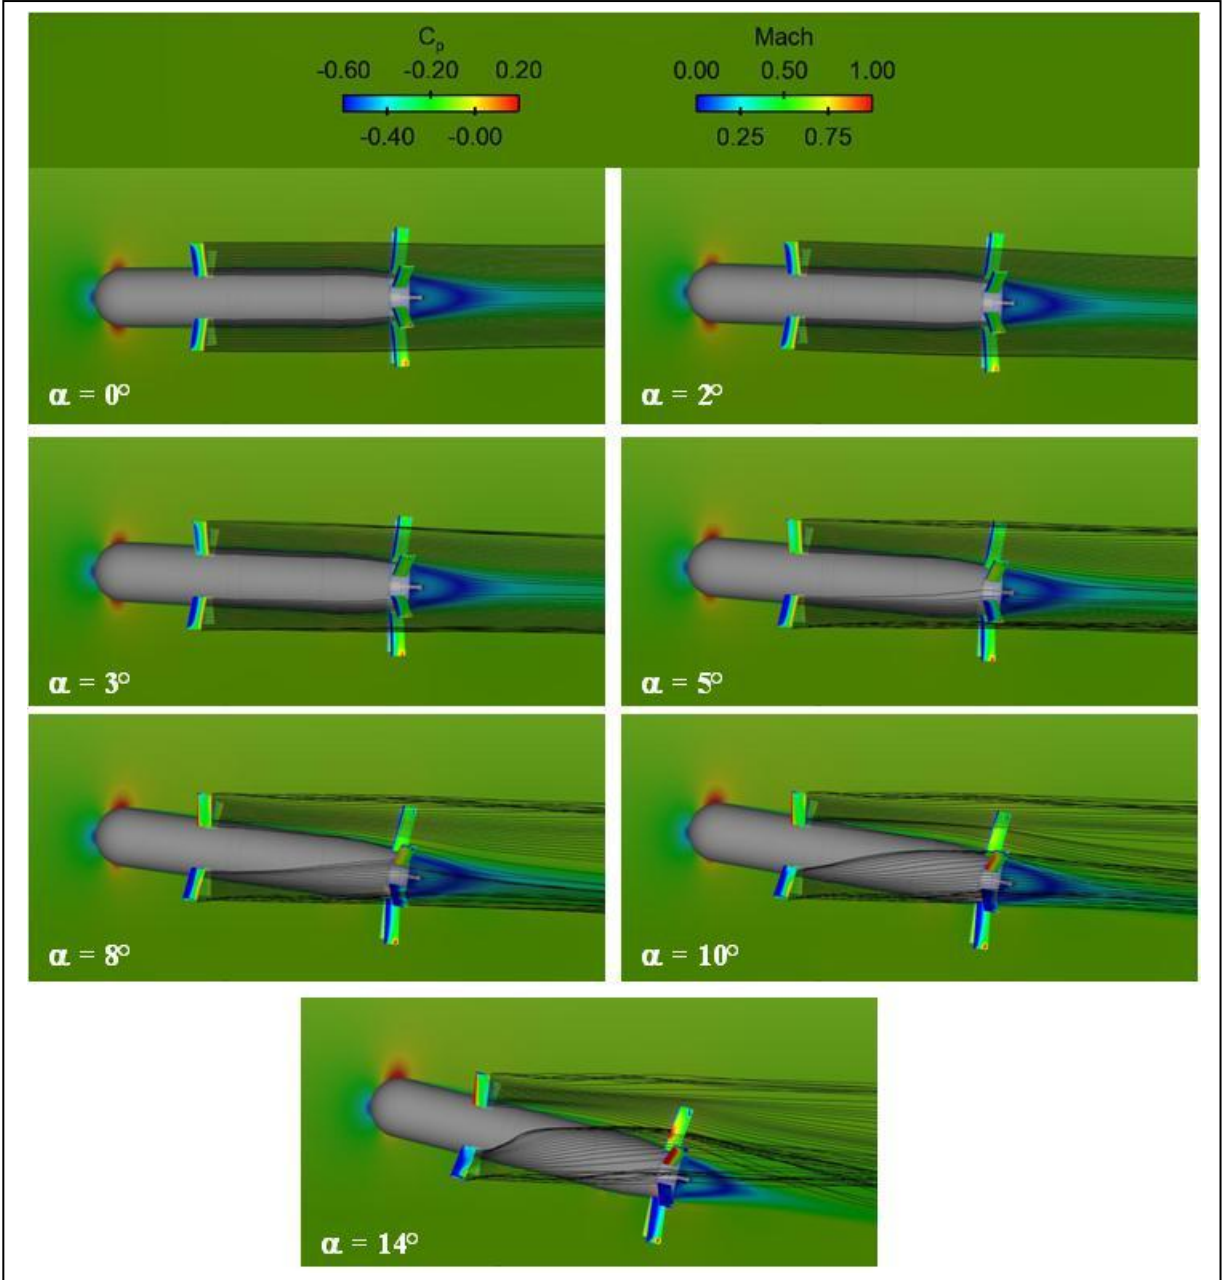 Cp Mach
-0.60 -0.20 0.20 0.00 0.50 1.00
-0.40 -0.00 0.25 0.75
α = 0° α = 2°
α = 3° α = 5°
α = 8° α = 10°
α = 14°